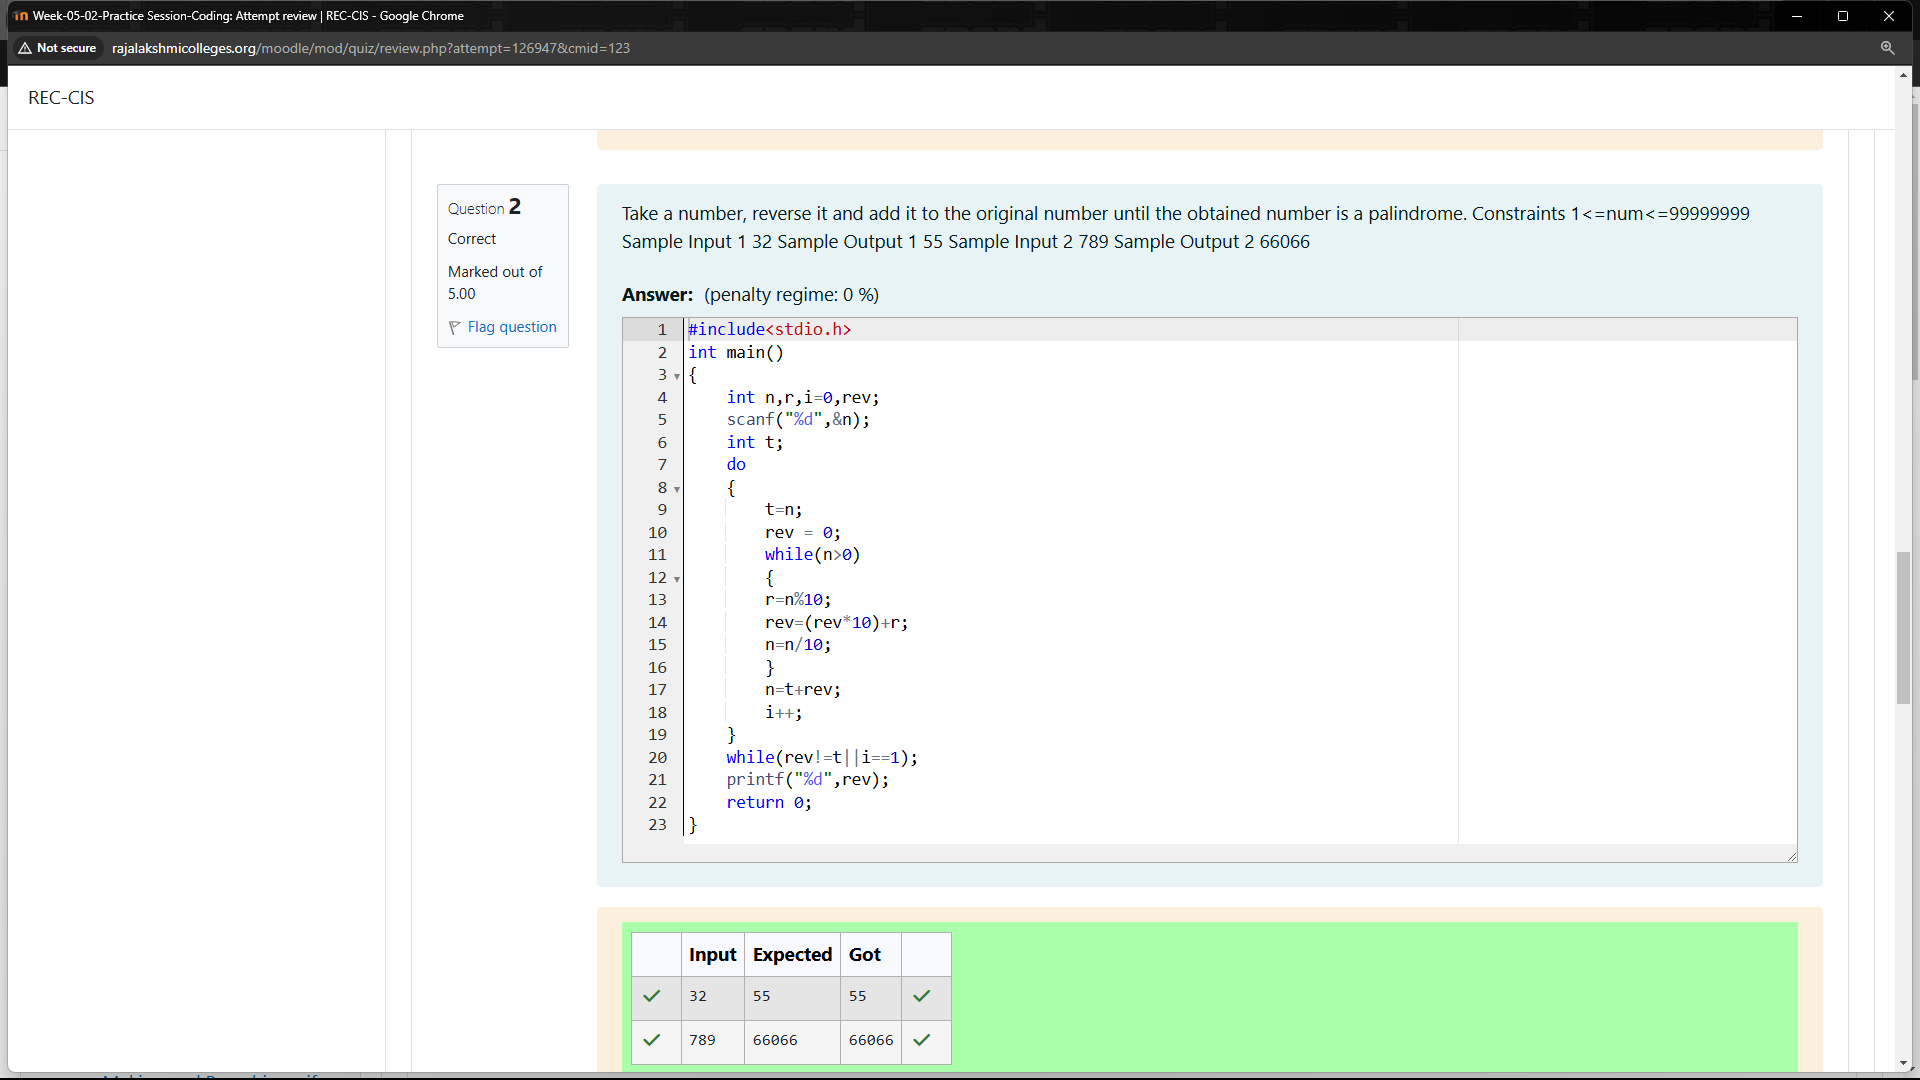 Week-05-02-Practice Session-Coding: Attempt review | REC-CIS - Google Chrome
Not secure rajalakshmicolleges.org/moodle/mod/quiz/review.php?attempt=126947&cmid=123
REC-CIS
Question 2
Correct
Marked out of
5.00
Flag question
Take a number, reverse it and add it to the original number until the obtained number is a palindrome. Constraints 1<=num<=99999999
Sample Input 1 32 Sample Output 1 55 Sample Input 2 789 Sample Output 2 66066
Answer: (penalty regime: 0 %)
1 #include<stdio.h>
2 int main()
3 {
4 int n,r,i=0,rev;
5 scanf("%d",&n);
6 int t;
7 do
8 {
9 t=n;
10 rev = 0;
11 while(n>0)
12 {
13 r=n%10;
14 rev=(rev*10)+r;
15 n=n/10;
16 }
17 n=t+rev;
18 i++;
19 }
20 while(rev!=t||i==1);
21 printf("%d",rev);
22 return 0;
23 }
Input Expected Got
32 55 55
789 66066 66066